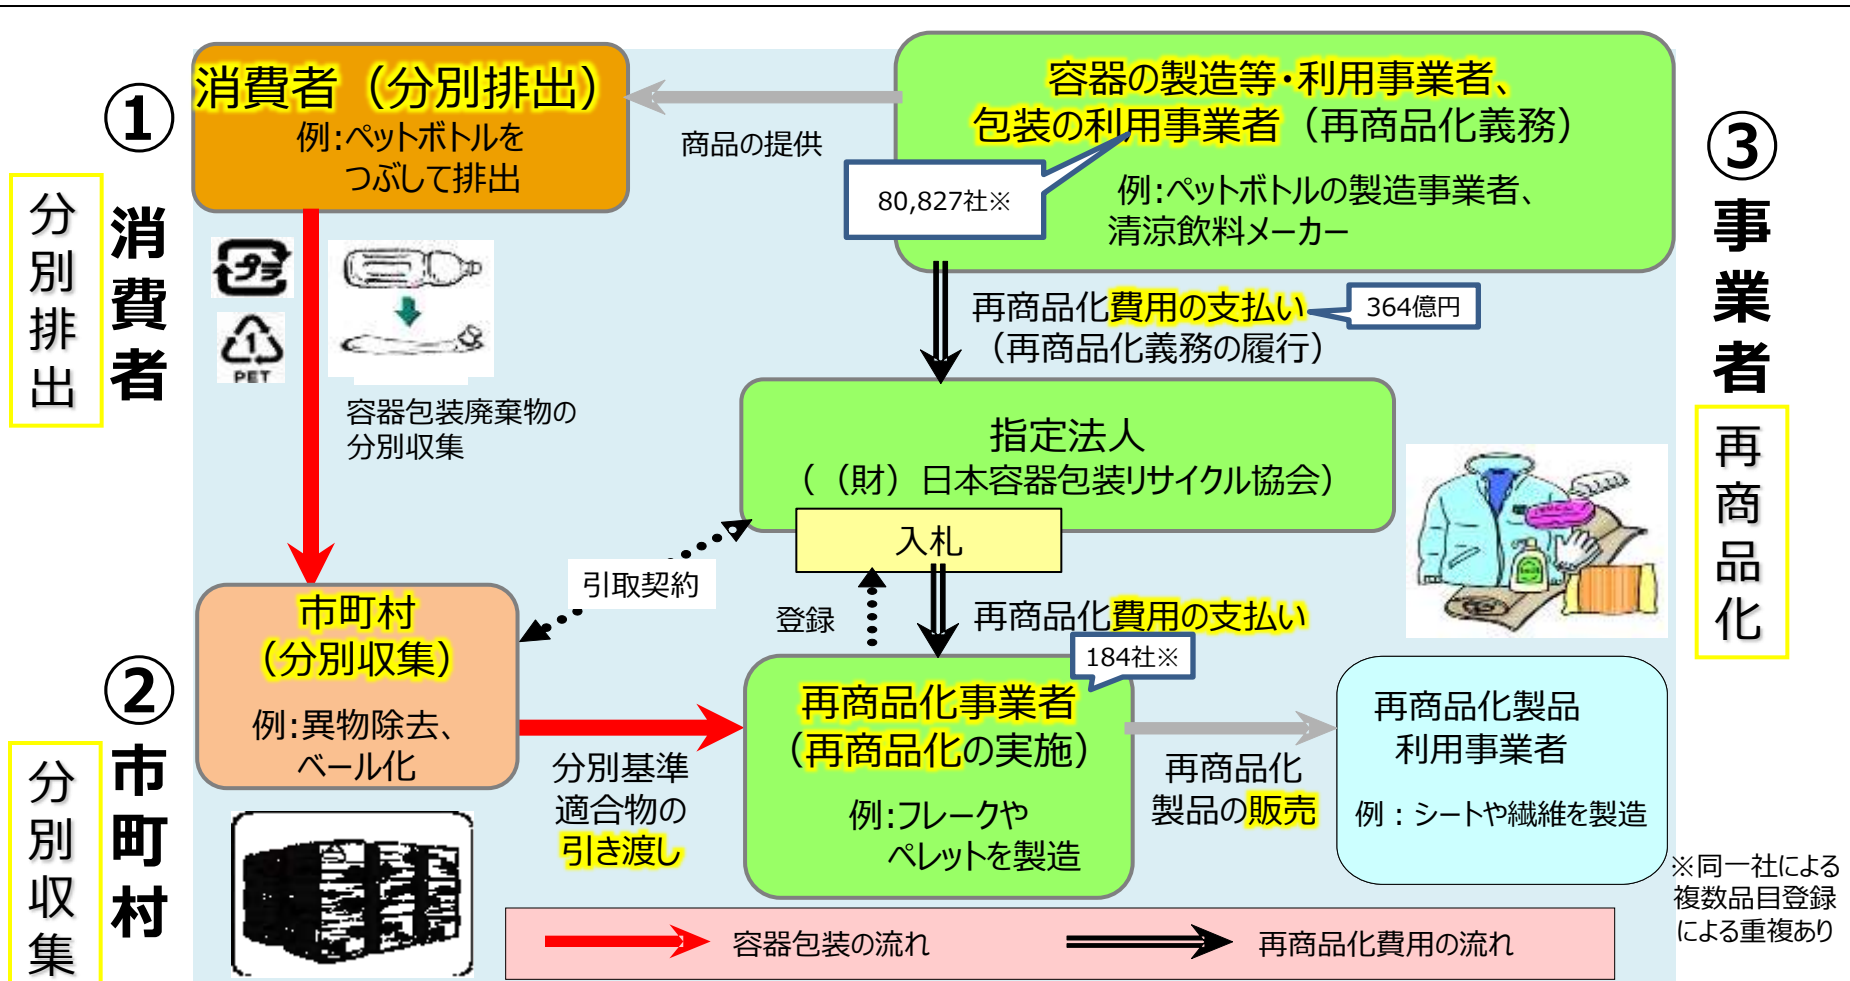 ①
消費者
分別排出
消費者（分別排出）
例:ペットボトルを
つぶして排出
商品の提供
容器の製造等・利用事業者、
包装の利用事業者（再商品化義務）
80,827社※
例:ペットボトルの製造事業者、
清涼飲料メーカー
③
事業者
再商品化
プラ
1
PET
容器包装廃棄物の
分別収集
再商品化費用の支払い
（再商品化義務の履行）
364億円
指定法人
（（財）日本容器包装リサイクル協会）
入札
引取契約
登録
再商品化費用の支払い
184社※
②
市町村
分別収集
市町村
（分別収集）
例:異物除去、
ベール化
分別基準
適合物の
引き渡し
再商品化事業者
（再商品化の実施）
例:フレークや
ペレットを製造
再商品化
製品の販売
再商品化製品
利用事業者
例：シートや繊維を製造
※同一社による
複数品目登録
による重複あり
容器包装の流れ
再商品化費用の流れ